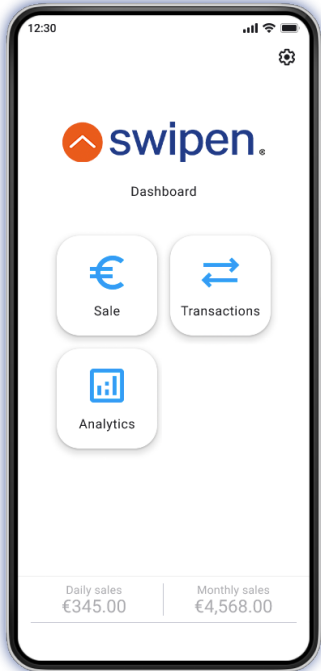 12:30
swipen.®
Dashboard
Sale
Transactions
Analytics
Daily sales
Monthly sales
€345.00
€4,568.00